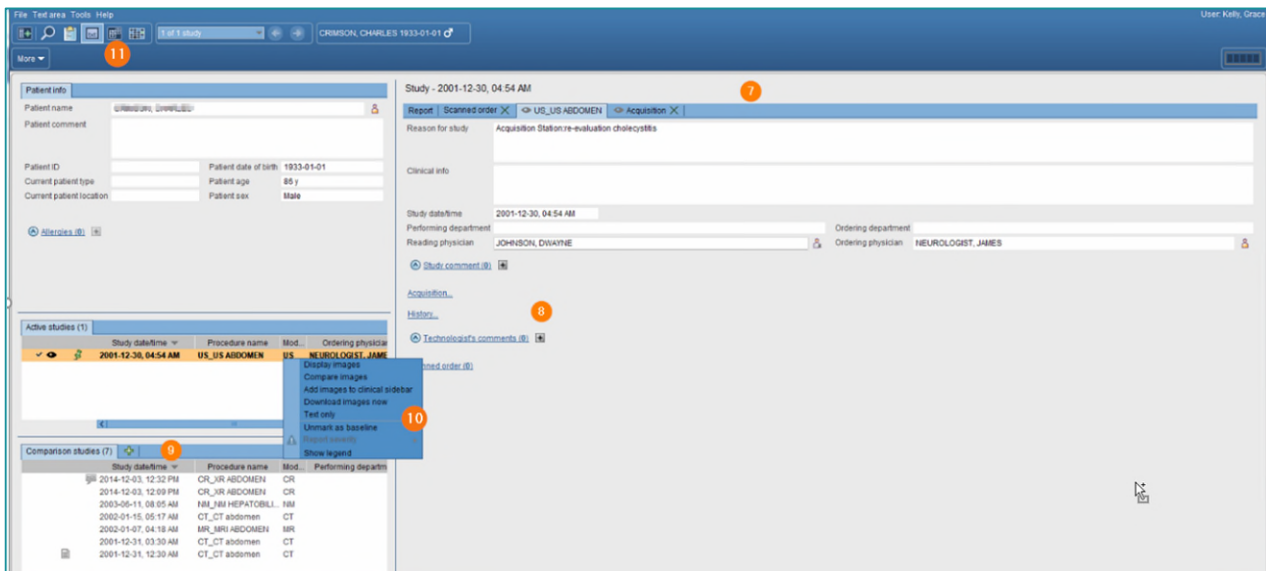 File Text area Tools Help
User: Kelly, Grace
1 of 1 study
CRIMSON, CHARLES 1933-01-01
11
More
Patient info
Patient name
Patient comment
Patient ID
Patient date of birth 1933-01-01
Current patient type
Patient age 86 y
Current patient location
Patient sex Male
Allergies (0)
Active studies (1)
Study date/time Procedure name Mod... Ordering physician
2001-12-30, 04:54 AM US_US ABDOMEN US NEUROLOGIST, JAME
Display images
Compare images
Add images to clinical sidebar
Download images now
Text only
10
Unmark as baseline
Report severity
Show legend
Comparison studies (7)
9
Study date/time Procedure name Mod... Performing departm
2014-12-03, 12:32 PM CR_XR ABDOMEN CR
2014-12-03, 12:09 PM CR_XR ABDOMEN CR
2003-06-11, 08:05 AM NM_NM HEPATOBILI... NM
2002-01-15, 05:17 AM CT_CT abdomen CT
2002-01-07, 04:18 AM MR_MRI ABDOMEN MR
2001-12-31, 03:30 AM CT_CT abdomen CT
2001-12-31, 12:30 AM CT_CT abdomen CT
Study - 2001-12-30, 04:54 AM
7
Report Scanned order US_US ABDOMEN Acquisition
Reason for study Acquisition Station:re-evaluation cholecystitis
Clinical info
Study date/time 2001-12-30, 04:54 AM
Performing department
Ordering department
Reading physician JOHNSON, DWAYNE
Ordering physician NEUROLOGIST, JAMES
Study comment (0)
Acquisition...
History...
8
Technologist's comments (0)
nned order (0)